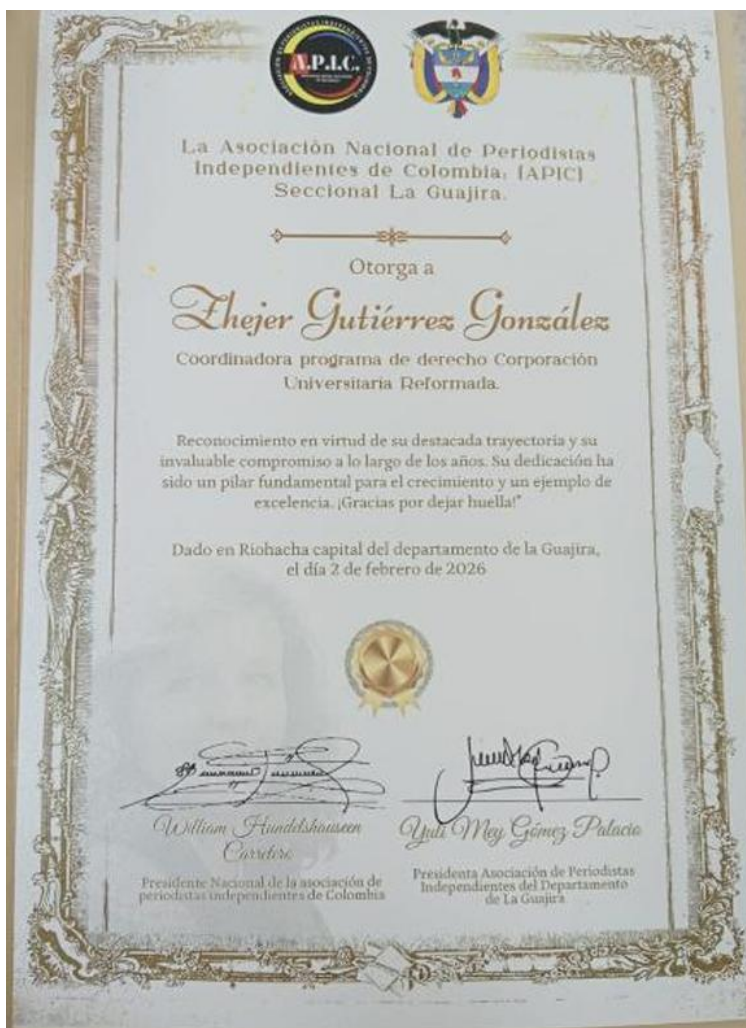 A.P.I.C.
La Asociación Nacional de Periodistas
Independientes de Colombia, [APIC]
Seccional La Guajira.
Otorga a
Zhejer Gutiérrez González
Coordinadora programa de derecho Corporación
Universitaria Reformada.
Reconocimiento en virtud de su destacada trayectoria y su
invaluable compromiso a lo largo de los años. Su dedicación ha
sido un pilar fundamental para el crecimiento y un ejemplo de
excelencia. ¡Gracias por dejar huella!"
Dado en Riohacha capital del departamento de la Guajira,
el día 2 de febrero de 2026
William Hundelshauseen
Carretero
Presidente Nacional de la asociación de
periodistas independientes de Colombia
Yuli Mey Gómez Palacio
Presidenta Asociación de Periodistas
Independientes del Departamento
de La Guajira